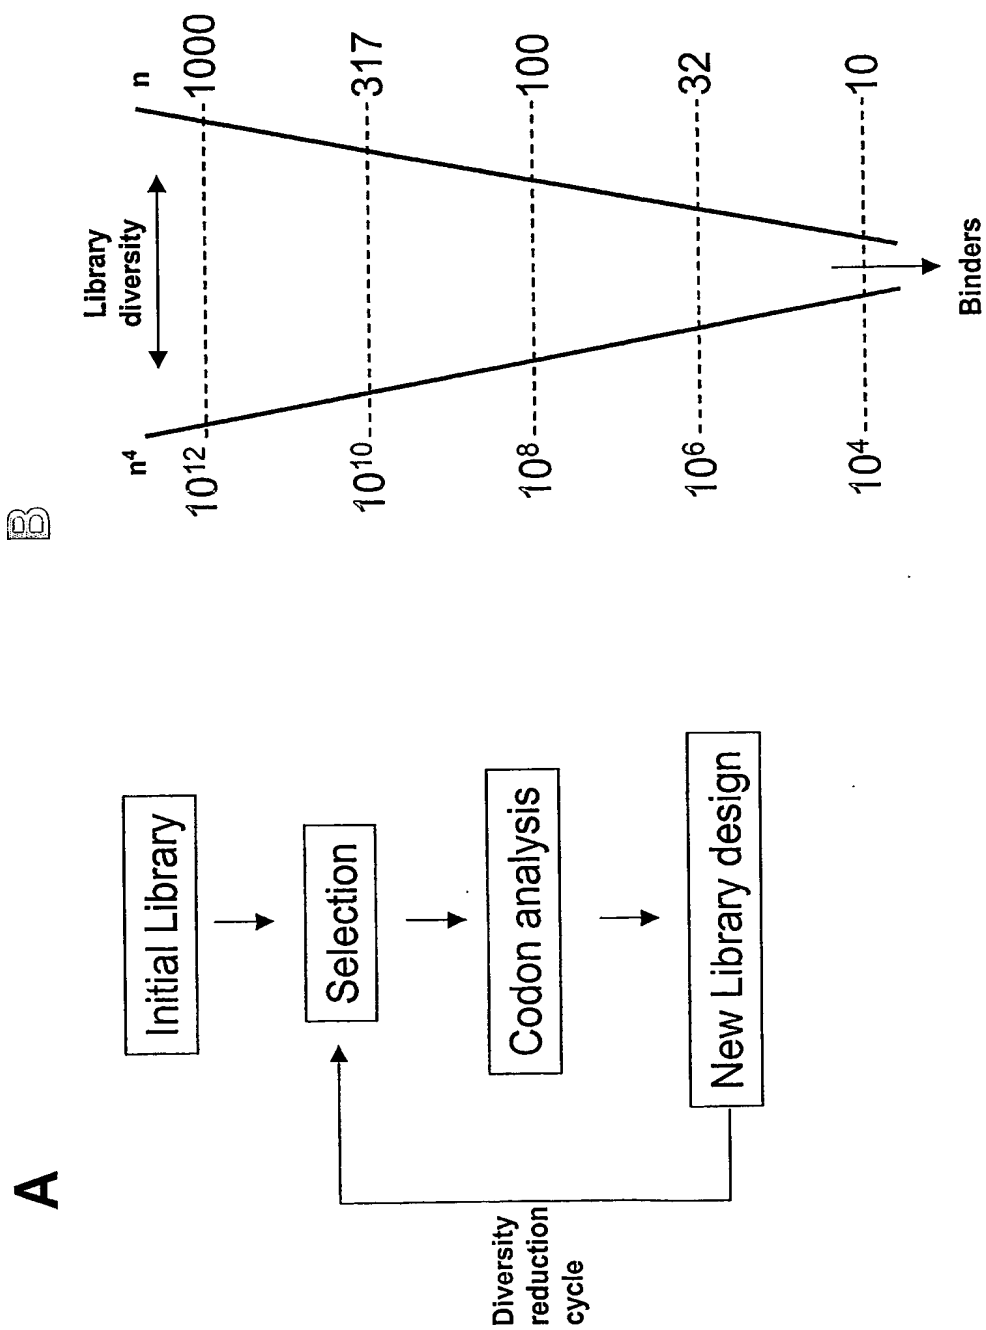 A
Initial Library
Selection
Codon analysis
New Library design
Diversity
reduction
cycle
B
Library
diversity
n⁴ n
10¹² 1000
10¹⁰ 317
10⁸ 100
10⁶ 32
10⁴ 10
Binders